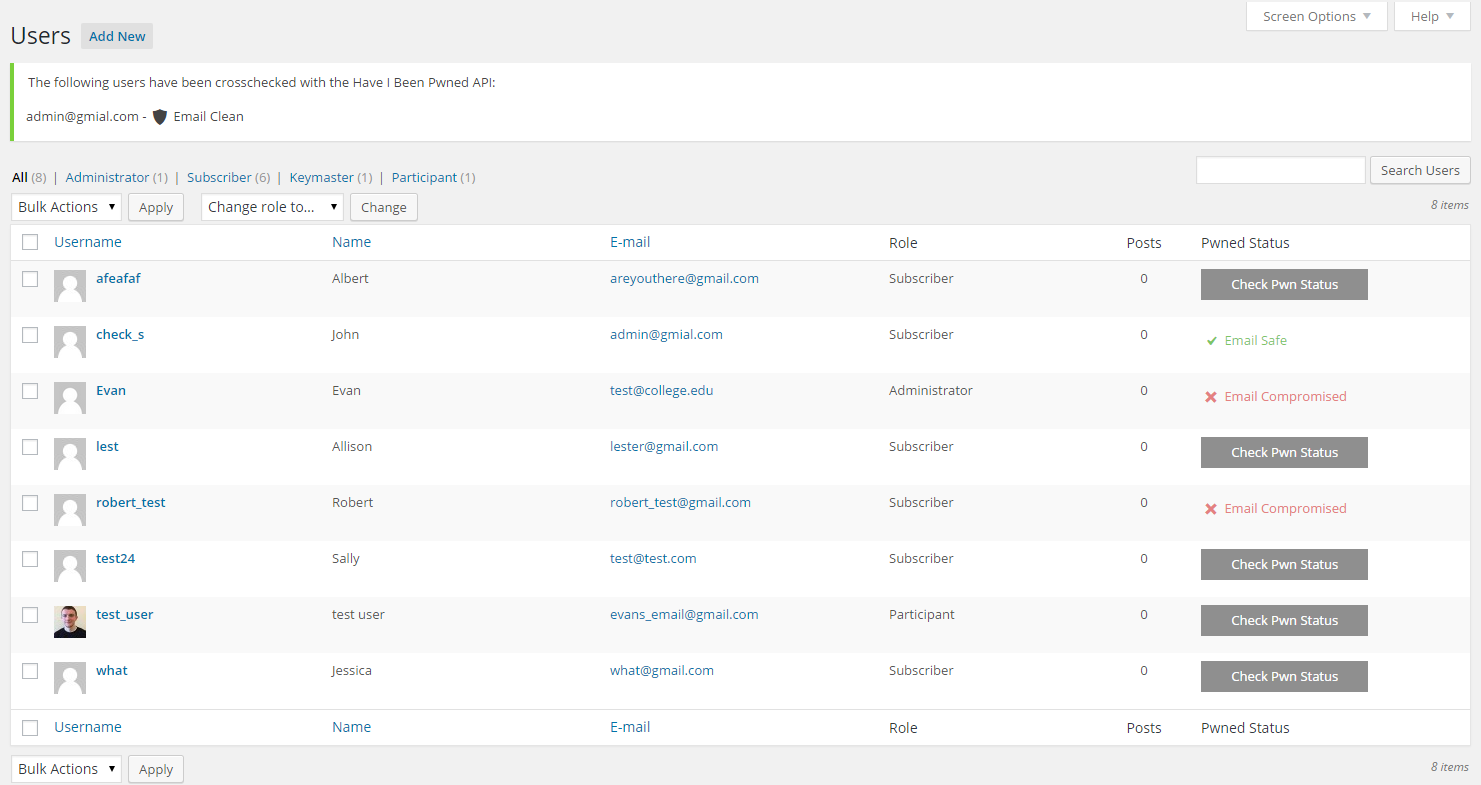 Screen Options ▼ Help ▼
Users Add New
The following users have been crosschecked with the Have I Been Pwned API:
admin@gmial.com - Email Clean
All (8) | Administrator (1) | Subscriber (6) | Keymaster (1) | Participant (1)
Search Users
Bulk Actions ▼ Apply Change role to... ▼ Change
8 items
Username Name E-mail Role Posts Pwned Status
afeafaf Albert areyouthere@gmail.com Subscriber 0 Check Pwn Status
check_s John admin@gmial.com Subscriber 0 Email Safe
Evan Evan test@college.edu Administrator 0 Email Compromised
lest Allison lester@gmail.com Subscriber 0 Check Pwn Status
robert_test Robert robert_test@gmail.com Subscriber 0 Email Compromised
test24 Sally test@test.com Subscriber 0 Check Pwn Status
test_user test user evans_email@gmail.com Participant 0 Check Pwn Status
what Jessica what@gmail.com Subscriber 0 Check Pwn Status
Username Name E-mail Role Posts Pwned Status
Bulk Actions ▼ Apply 8 items